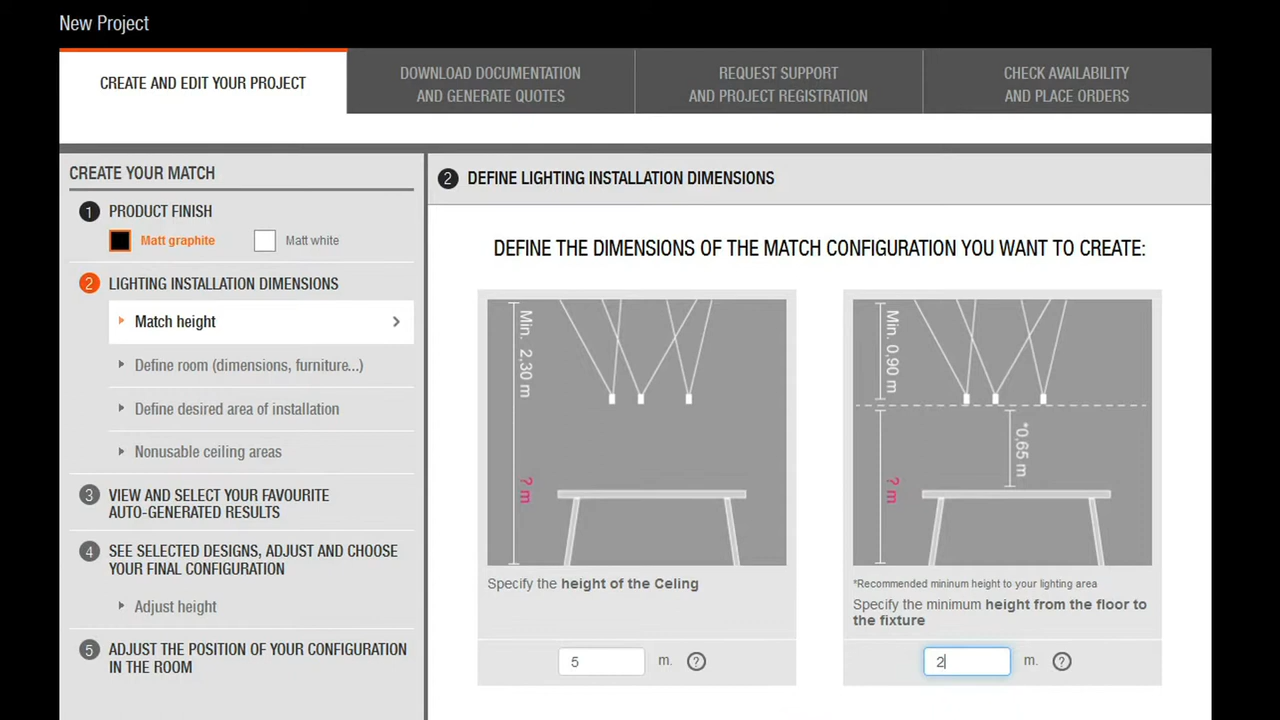 New Project
CREATE AND EDIT YOUR PROJECT
DOWNLOAD DOCUMENTATION
AND GENERATE QUOTES
REQUEST SUPPORT
AND PROJECT REGISTRATION
CHECK AVAILABILITY
AND PLACE ORDERS
CREATE YOUR MATCH
1 PRODUCT FINISH
Matt graphite Matt white
2 LIGHTING INSTALLATION DIMENSIONS
Match height
Define room (dimensions, furniture...)
Define desired area of installation
Nonusable ceiling areas
3 VIEW AND SELECT YOUR FAVOURITE
AUTO-GENERATED RESULTS
4 SEE SELECTED DESIGNS, ADJUST AND CHOOSE
YOUR FINAL CONFIGURATION
Adjust height
5 ADJUST THE POSITION OF YOUR CONFIGURATION
IN THE ROOM
2 DEFINE LIGHTING INSTALLATION DIMENSIONS
DEFINE THE DIMENSIONS OF THE MATCH CONFIGURATION YOU WANT TO CREATE:
Min. 2,30 m
? m
Specify the height of the Celing
5 m. ?
Min. 0,90 m
*0,65 m
? m
*Recommended mininum height to your lighting area
Specify the minimum height from the floor to
the fixture
2 m. ?